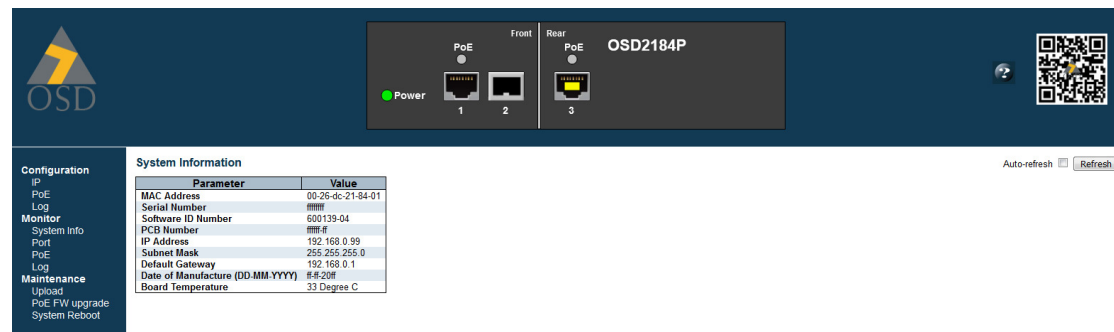 OSD
Front
Rear
PoE
PoE
OSD2184P
Power
1
2
3
?
Configuration
IP
PoE
Log
Monitor
System Info
Port
PoE
Log
Maintenance
Upload
PoE FW upgrade
System Reboot
System Information
Auto-refresh Refresh
Parameter Value
MAC Address 00-26-dc-21-84-01
Serial Number ffffffff
Software ID Number 600139-04
PCB Number ffffff-ff
IP Address 192.168.0.99
Subnet Mask 255.255.255.0
Default Gateway 192.168.0.1
Date of Manufacture (DD-MM-YYYY) ff-ff-20ff
Board Temperature 33 Degree C